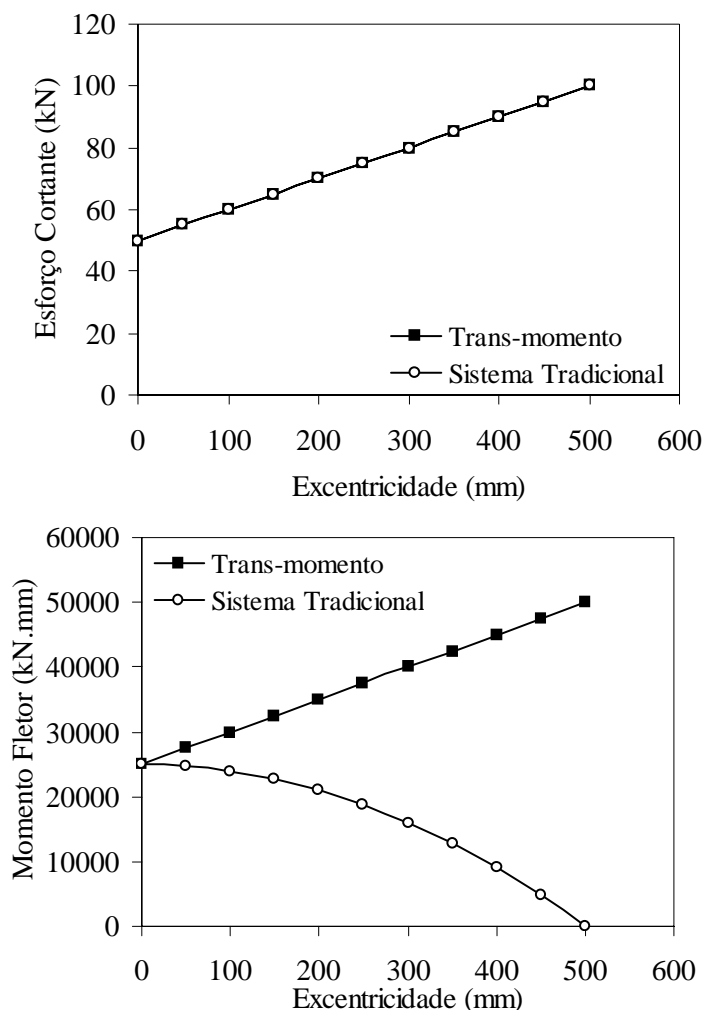 120
100
80
60
40
20
0
Esforço Cortante (kN)
Trans-momento
Sistema Tradicional
0 100 200 300 400 500 600
Excentricidade (mm)
60000
50000
40000
30000
20000
10000
0
Momento Fletor (kN.mm)
Trans-momento
Sistema Tradicional
0 100 200 300 400 500 600
Excentricidade (mm)